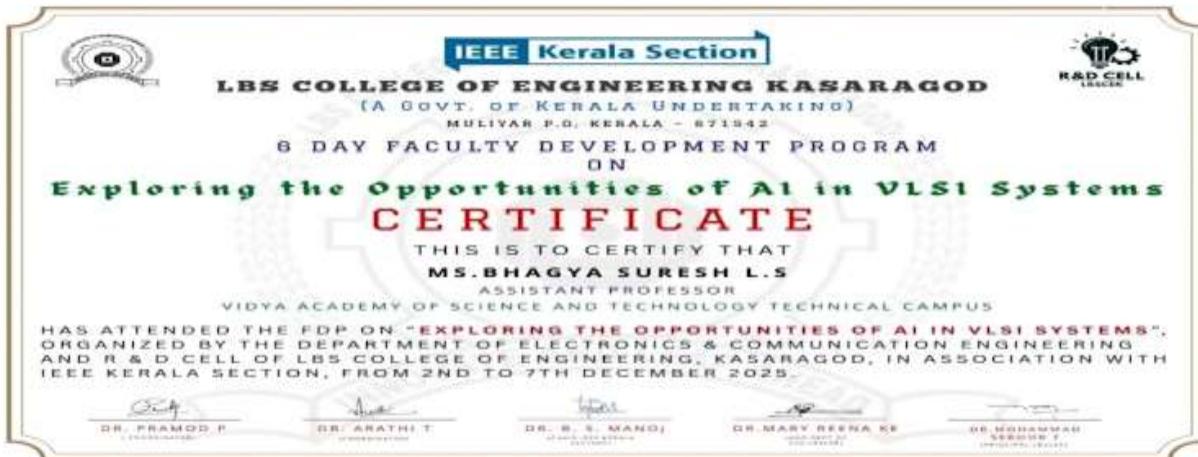 IEEE Kerala Section
R&D CELL
LBSCEK
LBS COLLEGE OF ENGINEERING KASARAGOD
(A GOVT. OF KERALA UNDERTAKING)
MULIYAR P.O, KERALA - 671542
6 DAY FACULTY DEVELOPMENT PROGRAM
ON
Exploring the Opportunities of AI in VLSI Systems
CERTIFICATE
THIS IS TO CERTIFY THAT
MS.BHAGYA SURESH L.S
ASSISTANT PROFESSOR
VIDYA ACADEMY OF SCIENCE AND TECHNOLOGY TECHNICAL CAMPUS
HAS ATTENDED THE FDP ON "EXPLORING THE OPPORTUNITIES OF AI IN VLSI SYSTEMS",
ORGANIZED BY THE DEPARTMENT OF ELECTRONICS & COMMUNICATION ENGINEERING
AND R & D CELL OF LBS COLLEGE OF ENGINEERING, KASARAGOD, IN ASSOCIATION WITH
IEEE KERALA SECTION, FROM 2ND TO 7TH DECEMBER 2025.
DR. PRAMOD P
DR. ARATHI T
DR. B. S. MANOJ
DR.MARY REENA KE
DR.MOHAMMAD
SEKOOR T